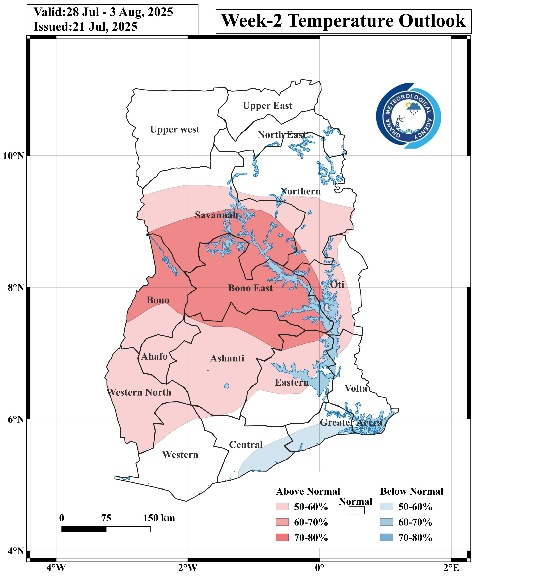 Valid:28 Jul - 3 Aug, 2025
Issued:21 Jul, 2025
Week-2 Temperature Outlook
GHANA METEOROLOGICAL AGENCY
Upper East
Upper west
North East
10°N
Northern
Savannah
8°N
Bono East
Oti
Bono
Ahafo
Ashanti
Eastern
Volta
Western North
6°N
Greater Accra
Central
Western
Above Normal
Normal
Below Normal
50-60%
50-60%
60-70%
60-70%
70-80%
70-80%
0 75 150 km
4°N
4°W 2°W 0° 2°E